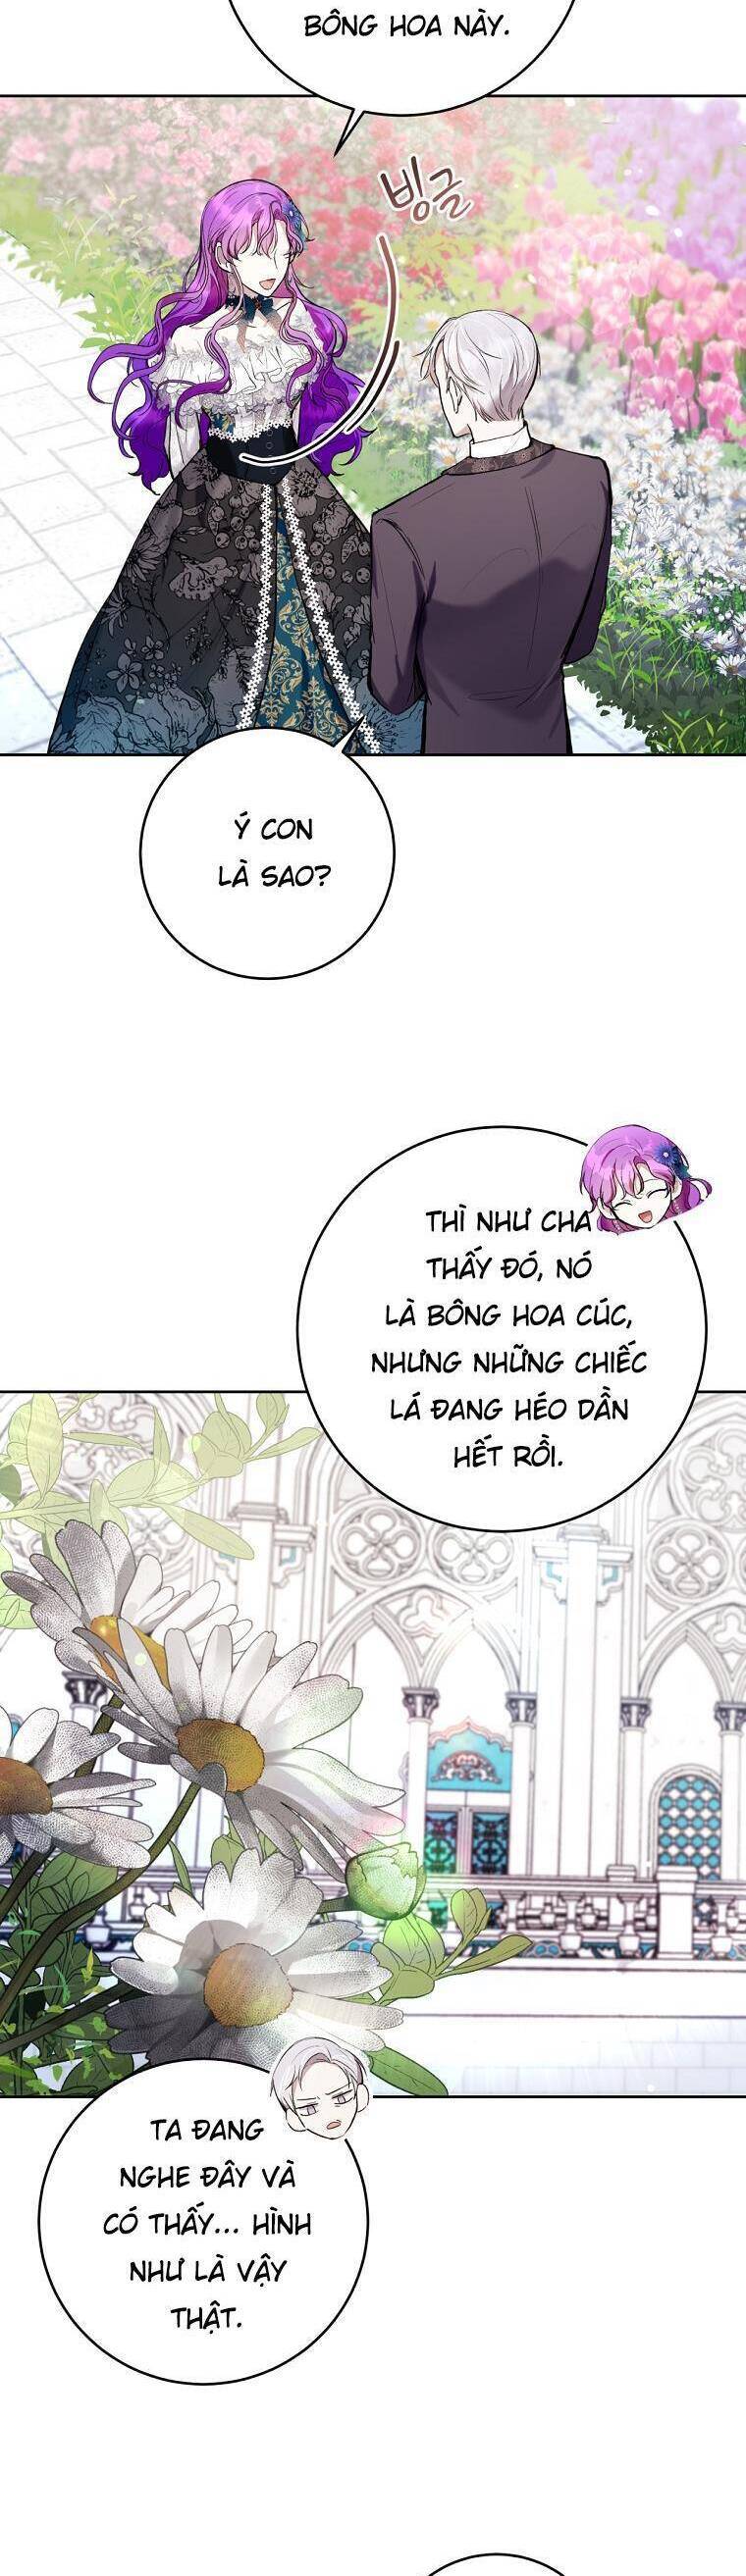 BÔNG HOA NÀY.
빙글
Ý CON
LÀ SAO?
THÌ NHƯ CHA
THẤY ĐÓ, NÓ
LÀ BÔNG HOA CÚC,
NHƯNG NHỮNG CHIẾC
LÁ ĐANG HÉO DẦN
HẾT RỒI.
TA ĐANG
NGHE ĐÂY VÀ
CÓ THẤY... HÌNH
NHƯ LÀ VẬY
THẬT.